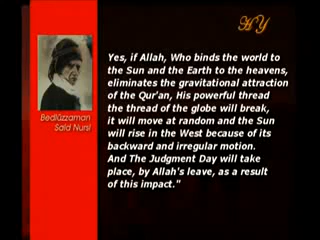 HY
Yes, if Allah, Who binds the world to
the Sun and the Earth to the heavens,
eliminates the gravitational attraction
of the Qur'an, His powerful thread
the thread of the globe will break,
it will move at random and the Sun
will rise in the West because of its
backward and irregular motion.
And The Judgment Day will take
place, by Allah's leave, as a result
of this impact."
Bediüzzaman
Said Nursi